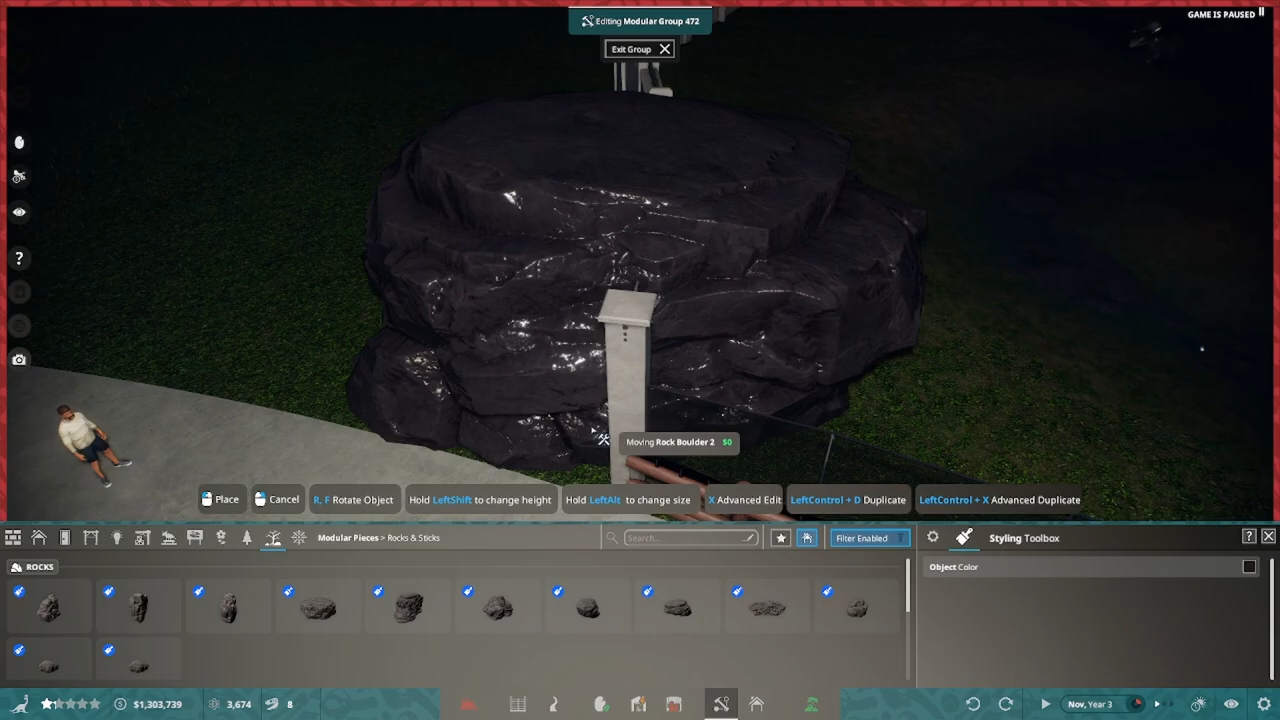 Editing Modular Group 472
GAME IS PAUSED
Exit Group
?
Moving Rock Boulder 2 $0
Place
Cancel
R, F Rotate Object
Hold LeftShift to change height
Hold LeftAlt to change size
X Advanced Edit
LeftControl + D Duplicate
LeftControl + X Advanced Duplicate
Modular Pieces > Rocks & Sticks
Search...
Filter Enabled
Styling Toolbox
?
ROCKS
Object Color
$1,303,739
3,674
8
Nov, Year 3